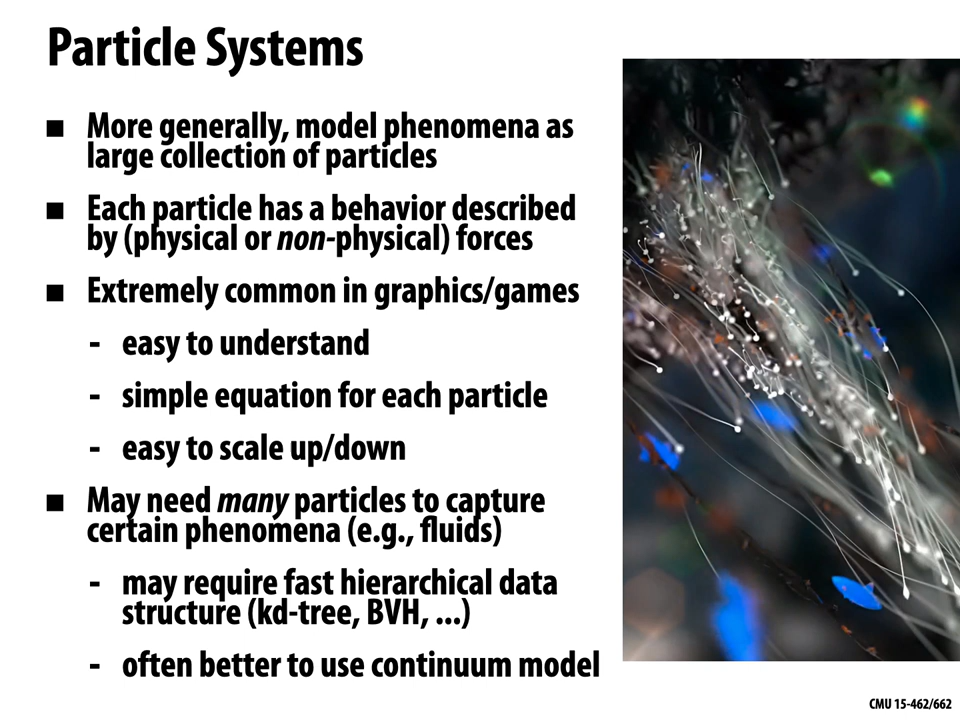 Particle Systems
■ More generally, model phenomena as
large collection of particles
■ Each particle has a behavior described
by (physical or non-physical) forces
■ Extremely common in graphics/games
- easy to understand
- simple equation for each particle
- easy to scale up/down
■ May need many particles to capture
certain phenomena (e.g., fluids)
- may require fast hierarchical data
structure (kd-tree, BVH, ...)
- often better to use continuum model
CMU 15-462/662